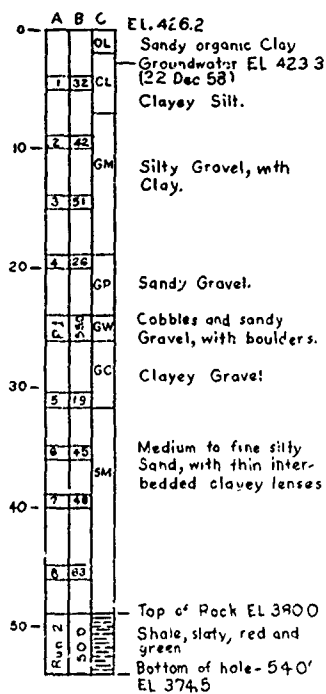 A B C EL. 426.2
0
OL Sandy organic Clay
Groundwater EL 423 3
(22 Dec 58)
1 32 CL Clayey Silt.
10
2 42
GM Silty Gravel, with
Clay.
3 51
20
4 26
GP Sandy Gravel.
GW Cobbles and sandy
Gravel, with boulders.
GC Clayey Gravel
30
5 19
6 45 Medium to fine silty
SM Sand, with thin inter-
bedded clayey lenses
7 48
40
8 63
Top of Rock EL 380 0
50
Run 2 50 0 Shale, slaty, red and
green
Bottom of hole - 54.0'
EL 374.5